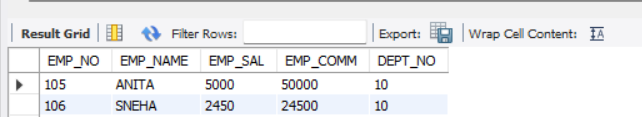 Result Grid Filter Rows: Export: Wrap Cell Content: IA
EMP_NO EMP_NAME EMP_SAL EMP_COMM DEPT_NO
105 ANITA 5000 50000 10
106 SNEHA 2450 24500 10